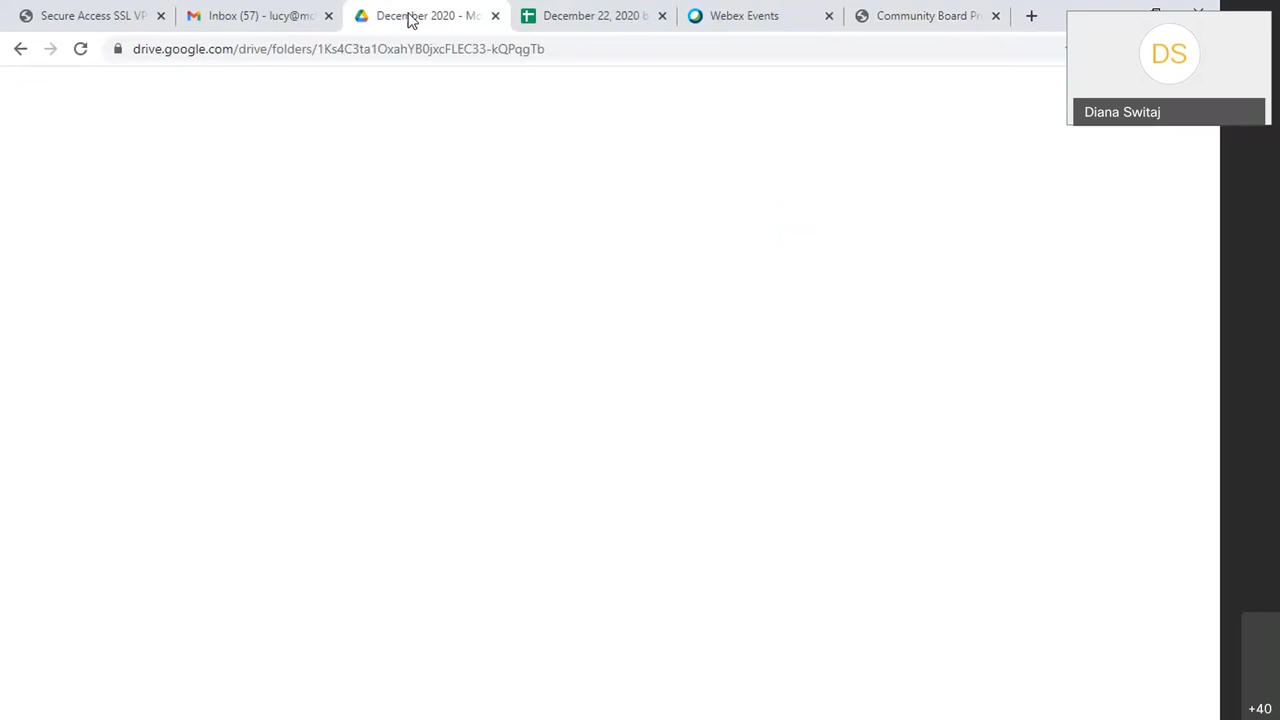 Secure Access SSL VP
Inbox (57) - lucy@mc
December 2020 - Mo
December 22, 2020 b
Webex Events
Community Board Pr
drive.google.com/drive/folders/1Ks4C3ta1OxahYB0jxcFLEC33-kQPqgTb
DS
Diana Switaj
+40